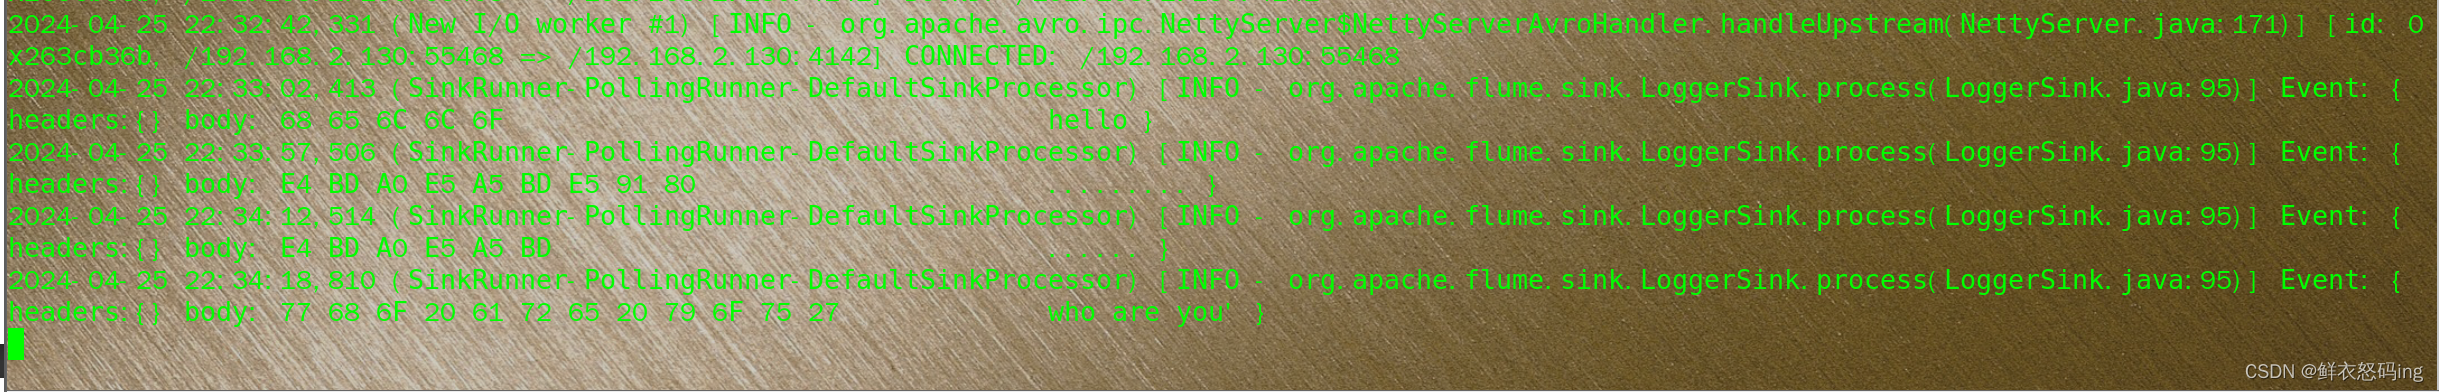 2024-04-25 22:32:42,331 (New I/O worker #1) [INFO - org.apache.avro.ipc.NettyServer$NettyServerAvroHandler.handleUpstream(NettyServer.java:171)] [id: 0
x263cb36b, /192.168.2.130:55468 => /192.168.2.130:4142] CONNECTED: /192.168.2.130:55468
2024-04-25 22:33:02,413 (SinkRunner-PollingRunner-DefaultSinkProcessor) [INFO - org.apache.flume.sink.LoggerSink.process(LoggerSink.java:95)] Event: {
headers:{} body: 68 65 6C 6C 6F hello }
2024-04-25 22:33:57,506 (SinkRunner-PollingRunner-DefaultSinkProcessor) [INFO - org.apache.flume.sink.LoggerSink.process(LoggerSink.java:95)] Event: {
headers:{} body: E4 BD A0 E5 A5 BD E5 91 80 ......... }
2024-04-25 22:34:12,514 (SinkRunner-PollingRunner-DefaultSinkProcessor) [INFO - org.apache.flume.sink.LoggerSink.process(LoggerSink.java:95)] Event: {
headers:{} body: E4 BD A0 E5 A5 BD ...... }
2024-04-25 22:34:18,810 (SinkRunner-PollingRunner-DefaultSinkProcessor) [INFO - org.apache.flume.sink.LoggerSink.process(LoggerSink.java:95)] Event: {
headers:{} body: 77 68 6F 20 61 72 65 20 79 6F 75 27 who are you' }
CSDN @鲜衣怒码ing